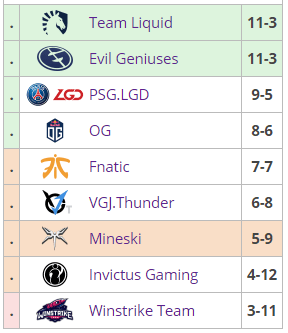 . Team Liquid 11-3
. Evil Geniuses 11-3
. LGD PSG.LGD 9-5
. OG OG 8-6
. Fnatic 7-7
. VGJ.Thunder 6-8
. Mineski 5-9
. Invictus Gaming 4-12
. WINSTRIKE Winstrike Team 3-11